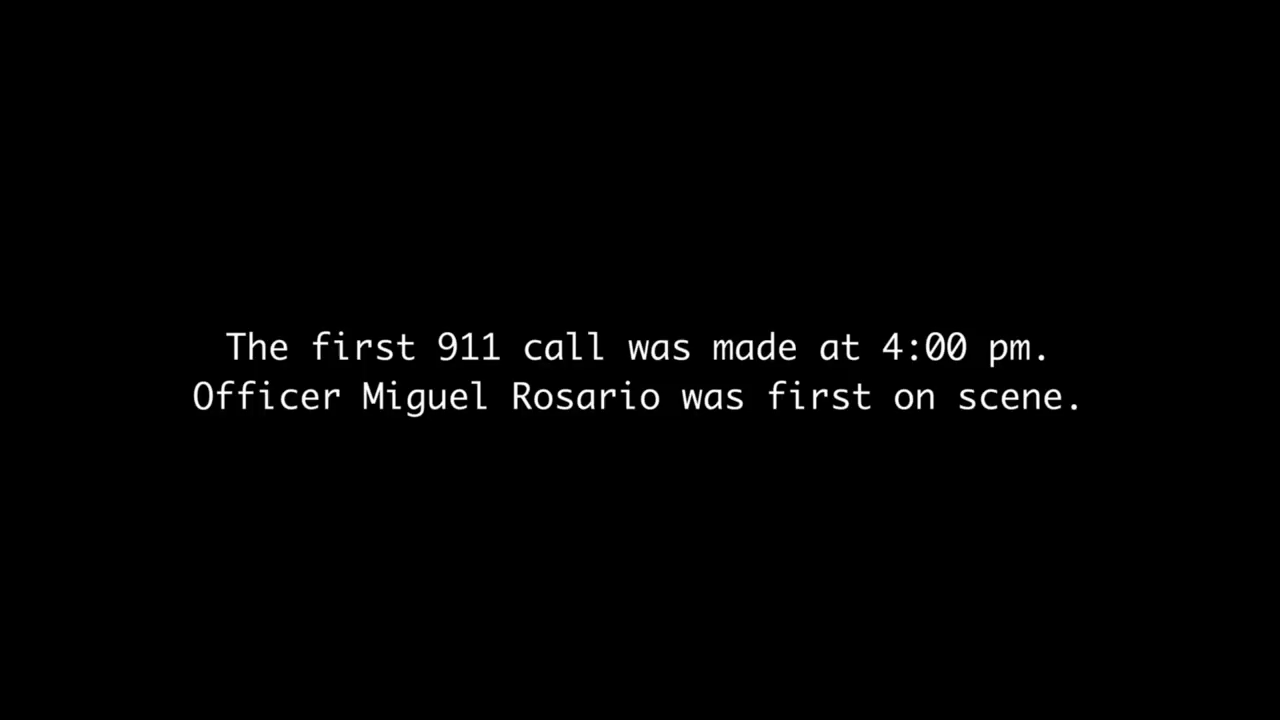 The first 911 call was made at 4:00 pm.
Officer Miguel Rosario was first on scene.